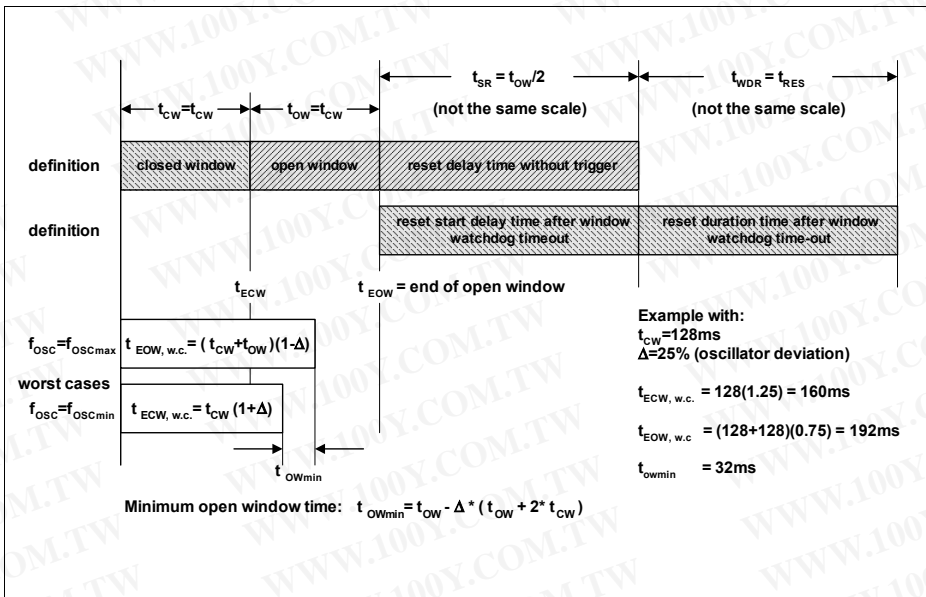 t_SR = t_OW/2
(not the same scale)
t_WDR = t_RES
(not the same scale)
t_CW=t_CW
t_OW=t_CW
definition
closed window
open window
reset delay time without trigger
definition
reset start delay time after window
watchdog timeout
reset duration time after window
watchdog time-out
t_ECW
t_EOW = end of open window
f_OSC=f_OSCmax
t_EOW, w.c.= (t_CW+t_OW)(1-Δ)
worst cases
f_OSC=f_OSCmin
t_ECW, w.c.= t_CW (1+Δ)
t_OWmin
Example with:
t_CW=128ms
Δ=25% (oscillator deviation)
t_ECW, w.c. = 128(1.25) = 160ms
t_EOW, w.c = (128+128)(0.75) = 192ms
t_owmin = 32ms
Minimum open window time: t_OWmin= t_OW - Δ * ( t_OW + 2* t_CW )
WWW.100Y.COM.TW